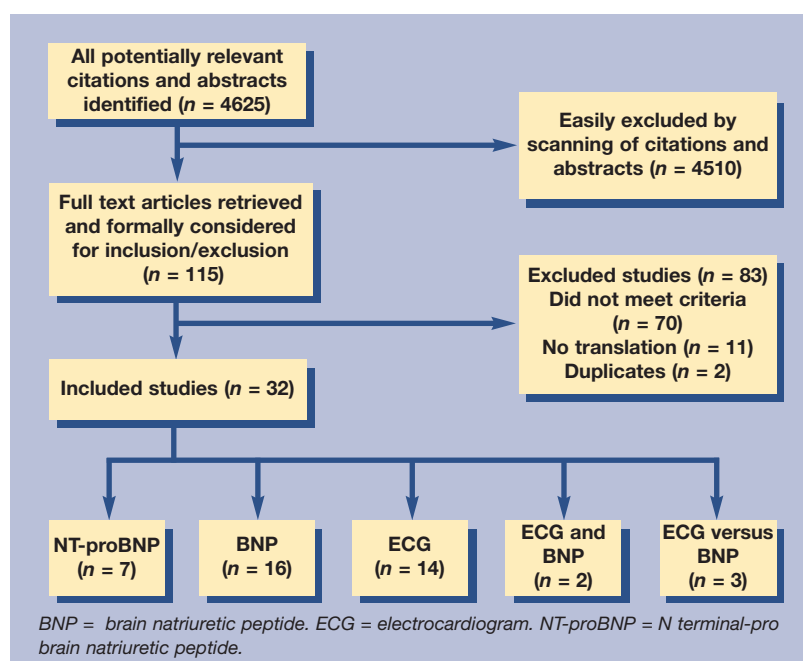 All potentially relevant
citations and abstracts
identified (n = 4625)
Easily excluded by
scanning of citations and
abstracts (n = 4510)
Full text articles retrieved
and formally considered
for inclusion/exclusion
(n = 115)
Excluded studies (n = 83)
Did not meet criteria
(n = 70)
No translation (n = 11)
Duplicates (n = 2)
Included studies (n = 32)
NT-proBNP
(n = 7)
BNP
(n = 16)
ECG
(n = 14)
ECG and
BNP
(n = 2)
ECG versus
BNP
(n = 3)
BNP = brain natriuretic peptide. ECG = electrocardiogram. NT-proBNP = N terminal-pro
brain natriuretic peptide.